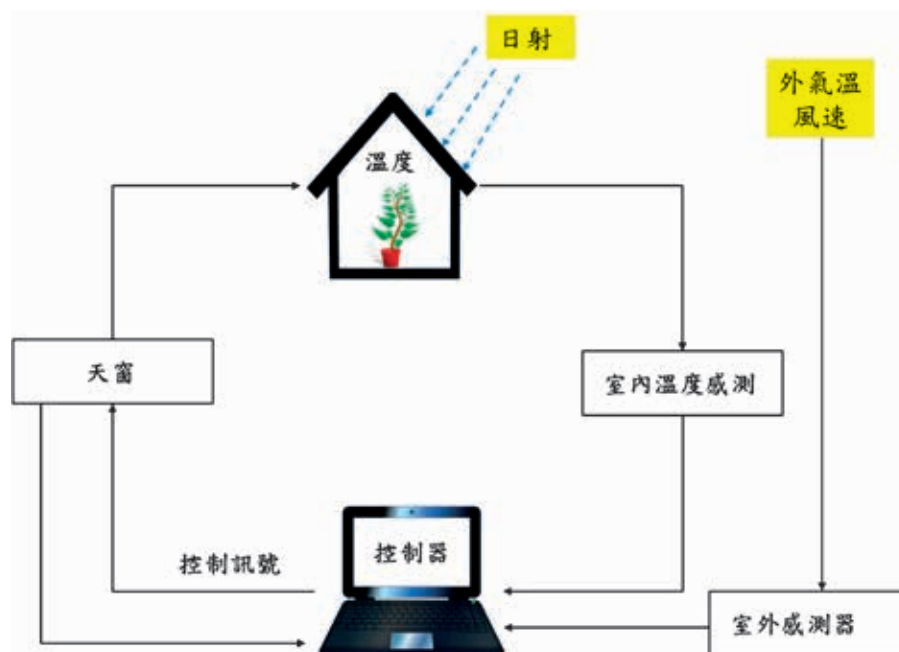 日射
外氣溫
風速
溫度
天窗
室內溫度感測
控制訊號
控制器
室外感測器